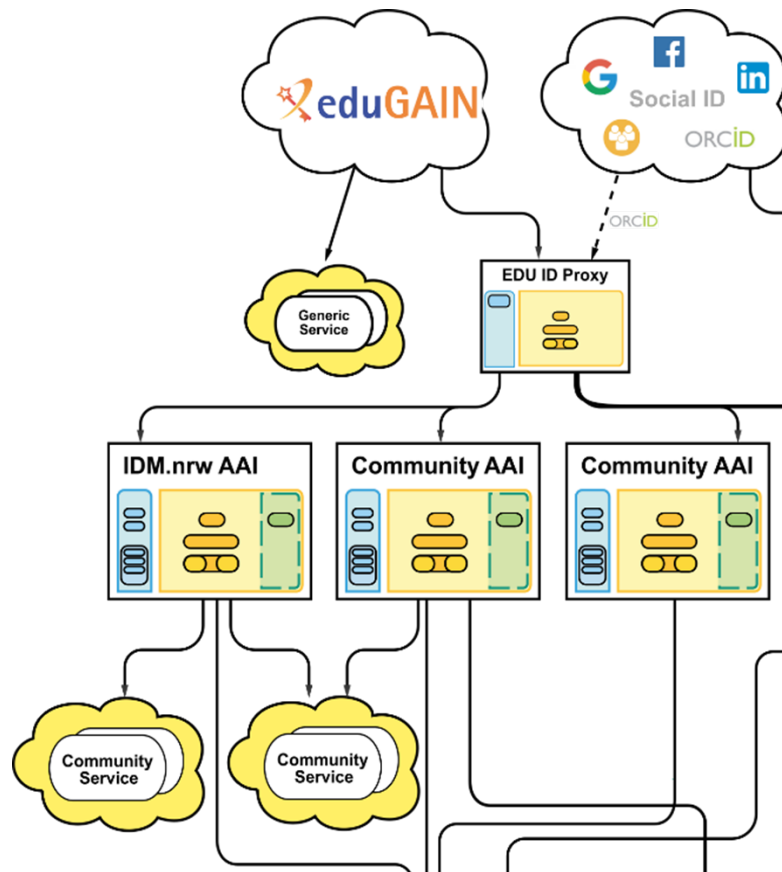 eduGAIN
Social ID
ORCID
ORCID
EDU ID Proxy
Generic
Service
IDM.nrw AAI
Community AAI
Community AAI
Community
Service
Community
Service